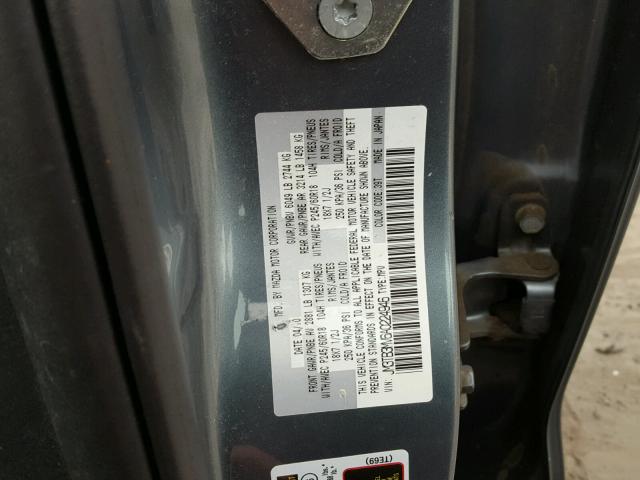 MFD. BY MAZDA MOTOR CORPORATION
GVWR/PNBV 6049 LB 2744 KG
FRONT GAWR/PNBE AV 2881 LB 1307 KG
REAR GAWR/PNBE AR 3214 LB 1458 KG
WITH/AVEC P245/60R18 104H TIRES/PNEUS
WITH/AVEC P245/60R18 104H TIRES/PNEUS
18X7 1/2J RIMS/JANTES
18X7 1/2J RIMS/JANTES
250 KPA/36 PSI COLD/A FROID
250 KPA/36 PSI COLD/A FROID
THIS VEHICLE CONFORMS TO ALL APPLICABLE FEDERAL MOTOR VEHICLE SAFETY AND THEFT
PREVENTION STANDARDS IN EFFECT ON THE DATE OF MANUFACTURE SHOWN ABOVE.
TYPE:MPV
COLOR CODE:39T
MADE IN JAPAN
(TE69)